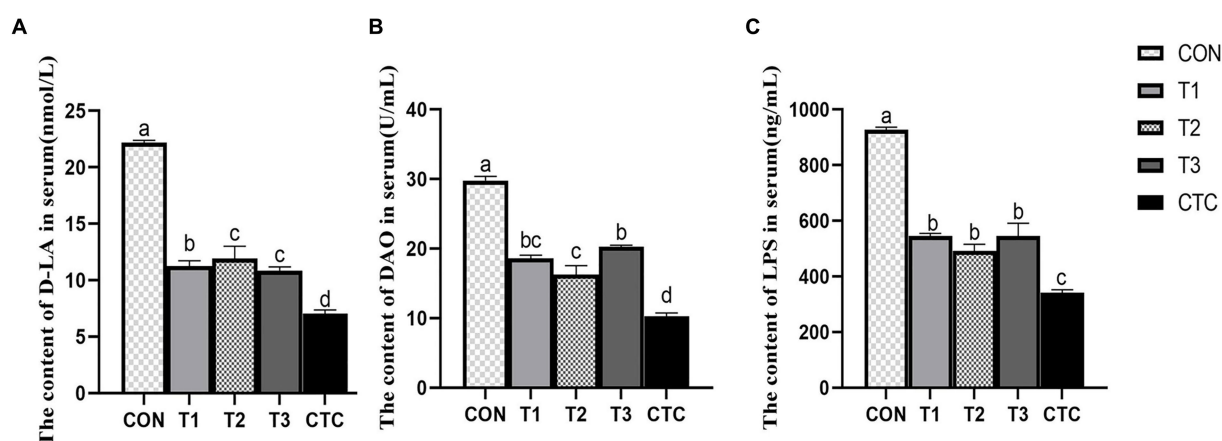 A
The content of D-LA in serum(nmol/L)
25
20
15
10
5
0
a
b
c
c
d
CON T1 T2 T3 CTC
B
The content of DAO in serum(U/mL)
40
30
20
10
0
a
bc
c
b
d
CON T1 T2 T3 CTC
C
The content of LPS in serum(ng/mL)
1000
800
600
400
200
0
a
b
b
b
c
CON T1 T2 T3 CTC
CON
T1
T2
T3
CTC